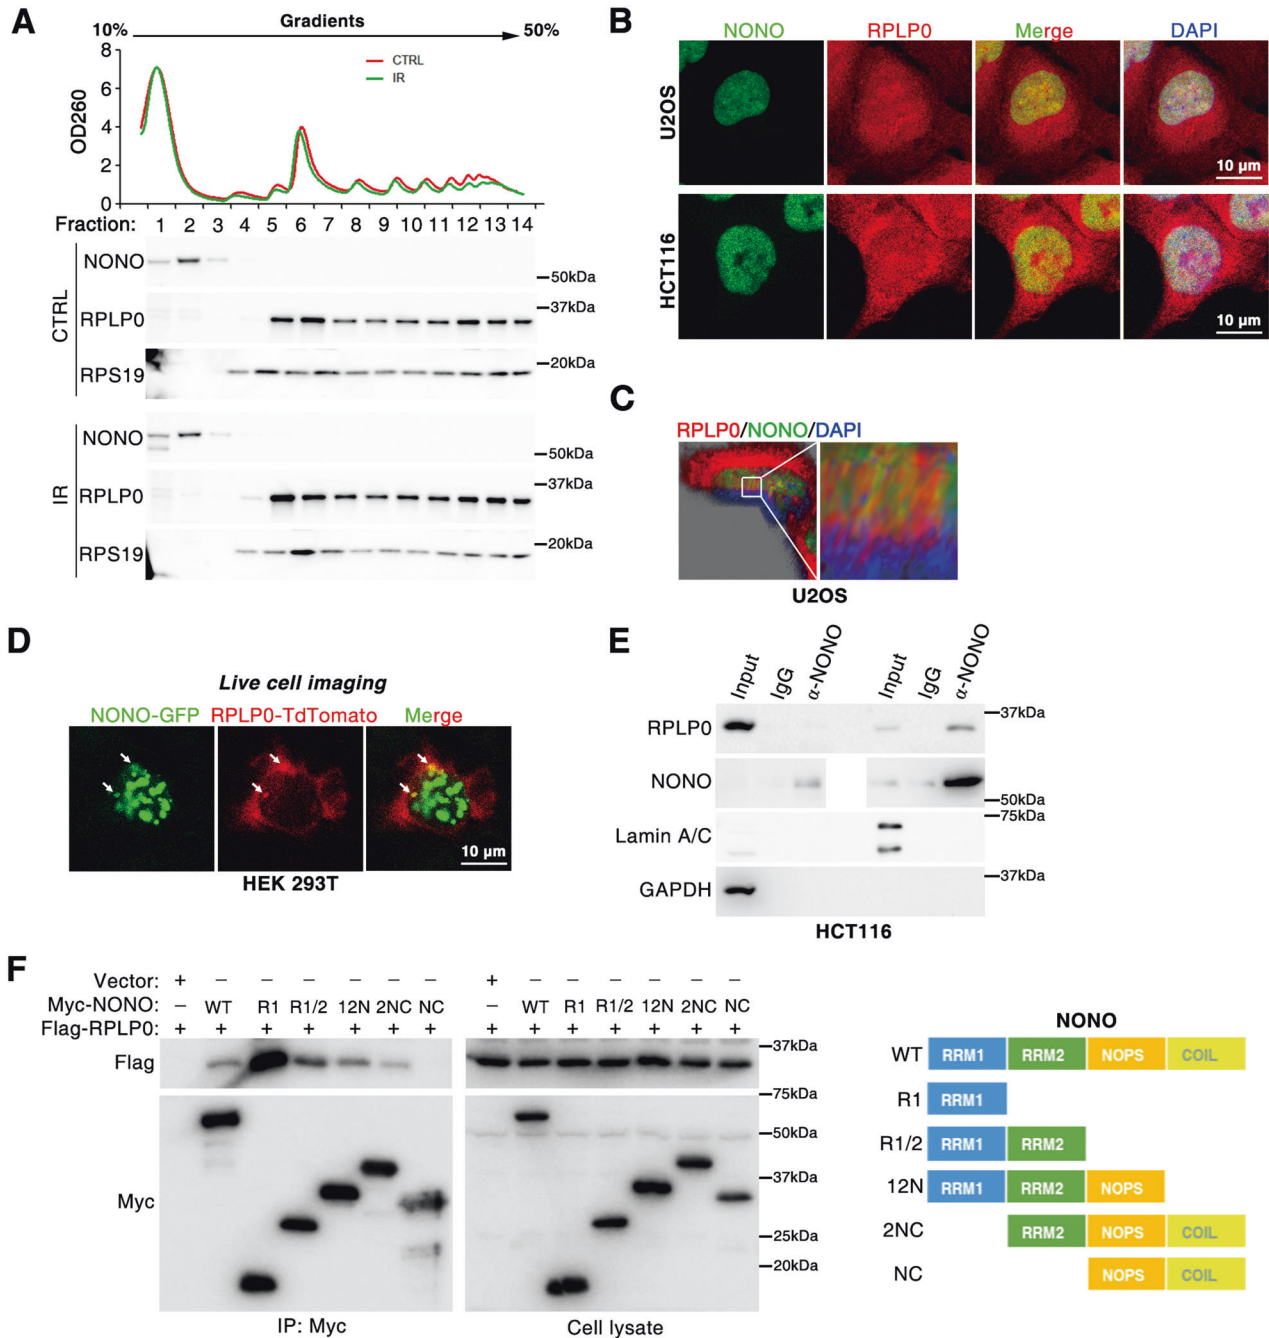 A
Gradients
10% 50%
CTRL
IR
OD260
8
6
4
2
0
Fraction: 1 2 3 4 5 6 7 8 9 10 11 12 13 14
CTRL
NONO
50kDa
RPLP0
37kDa
RPS19
20kDa
IR
NONO
50kDa
RPLP0
37kDa
RPS19
20kDa
B
NONO RPLP0 Merge DAPI
U2OS
10 μm
HCT116
10 μm
C
RPLP0/NONO/DAPI
U2OS
D
Live cell imaging
NONO-GFP RPLP0-TdTomato Merge
10 μm
HEK 293T
E
Input IgG α-NONO Input IgG α-NONO
RPLP0
37kDa
NONO
50kDa
75kDa
Lamin A/C
37kDa
GAPDH
HCT116
F
Vector: + − − − − − − + − − − − − −
Myc-NONO: − WT R1 R1/2 12N 2NC NC − WT R1 R1/2 12N 2NC NC
Flag-RPLP0: + + + + + + + + + + + + + +
Flag
37kDa
75kDa
50kDa
Myc
37kDa
25kDa
20kDa
IP: Myc
Cell lysate
NONO
WT RRM1 RRM2 NOPS COIL
R1 RRM1
R1/2 RRM1 RRM2
12N RRM1 RRM2 NOPS
2NC RRM2 NOPS COIL
NC NOPS COIL